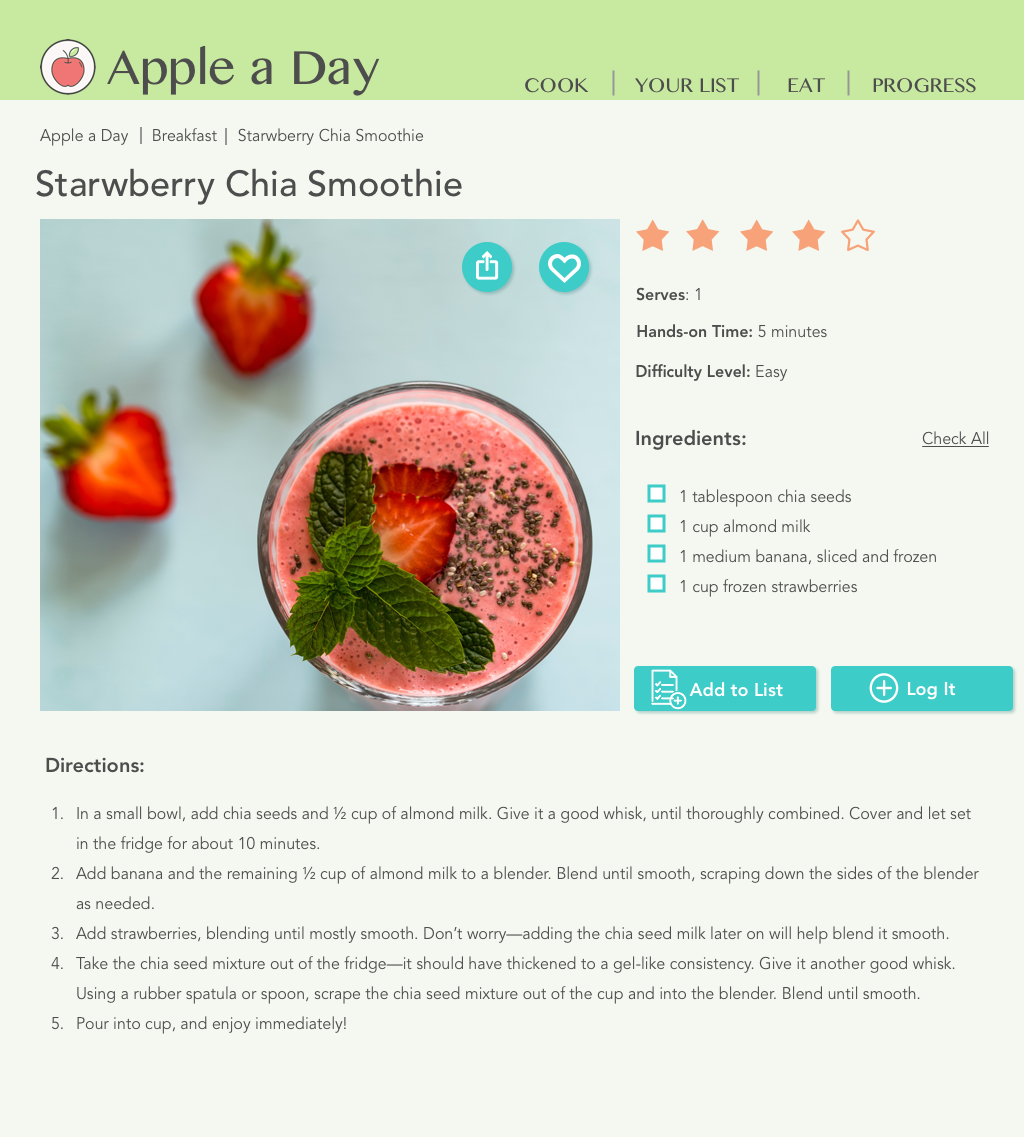 Apple a Day
COOK | YOUR LIST | EAT | PROGRESS
Apple a Day | Breakfast | Starwberry Chia Smoothie
Starwberry Chia Smoothie
Serves: 1
Hands-on Time: 5 minutes
Difficulty Level: Easy
Ingredients: Check All
1 tablespoon chia seeds
1 cup almond milk
1 medium banana, sliced and frozen
1 cup frozen strawberries
Add to List Log It
Directions:
1. In a small bowl, add chia seeds and ½ cup of almond milk. Give it a good whisk, until thoroughly combined. Cover and let set
in the fridge for about 10 minutes.
2. Add banana and the remaining ½ cup of almond milk to a blender. Blend until smooth, scraping down the sides of the blender
as needed.
3. Add strawberries, blending until mostly smooth. Don’t worry—adding the chia seed milk later on will help blend it smooth.
4. Take the chia seed mixture out of the fridge—it should have thickened to a gel-like consistency. Give it another good whisk.
Using a rubber spatula or spoon, scrape the chia seed mixture out of the cup and into the blender. Blend until smooth.
5. Pour into cup, and enjoy immediately!